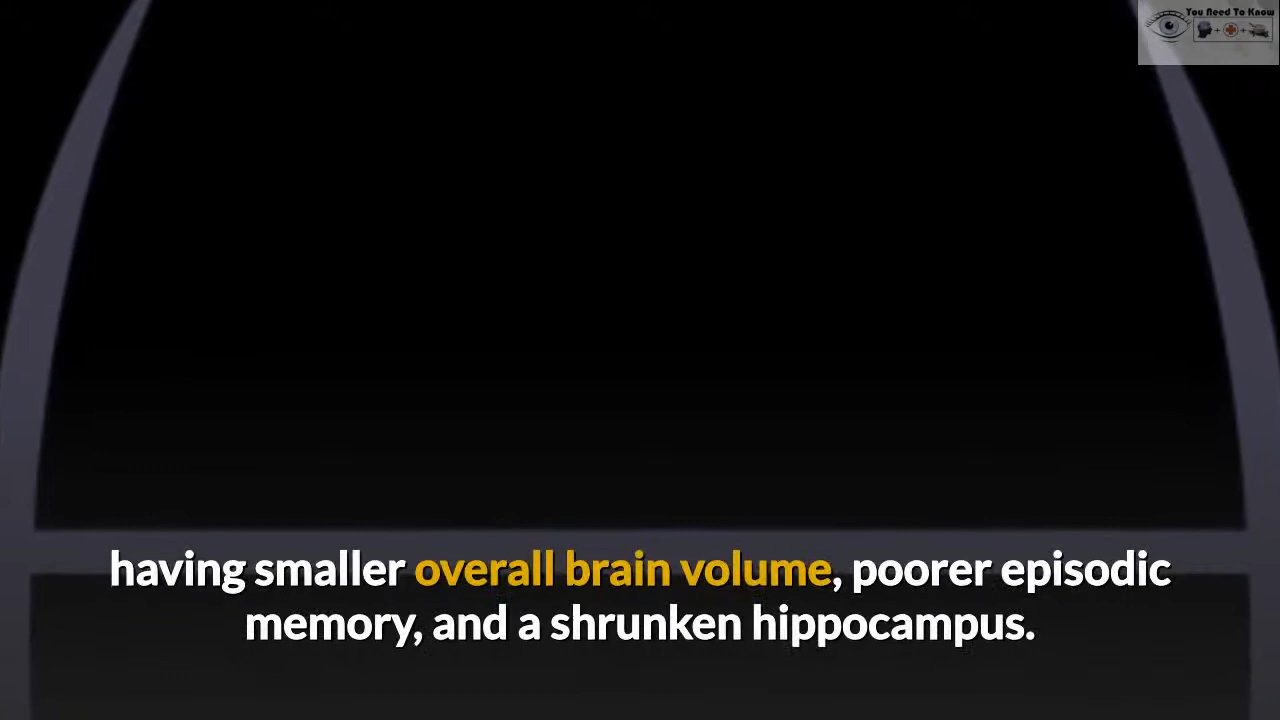 You Need To Know
having smaller overall brain volume, poorer episodic
memory, and a shrunken hippocampus.